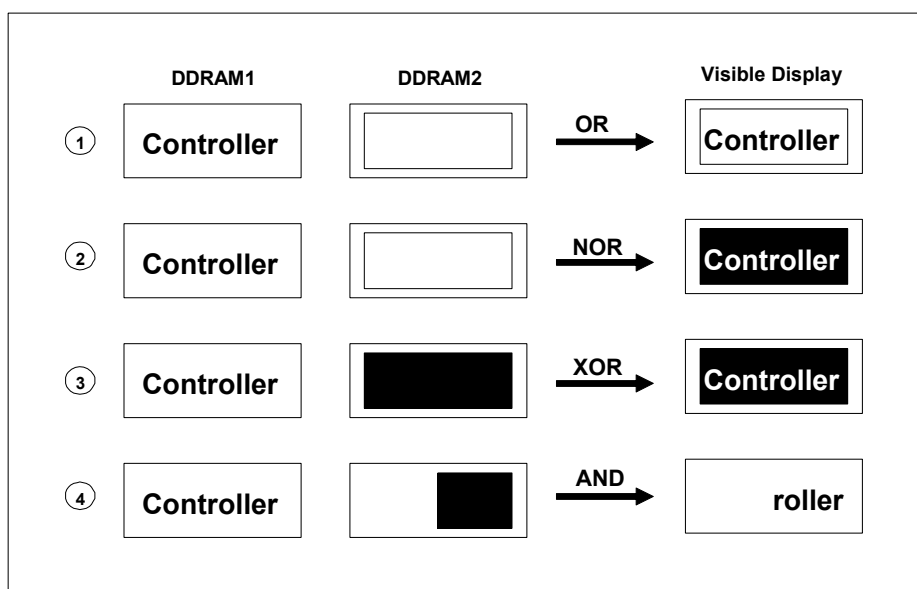 DDRAM1 DDRAM2 Visible Display
1 Controller OR Controller
2 Controller NOR Controller
3 Controller XOR Controller
4 Controller AND roller